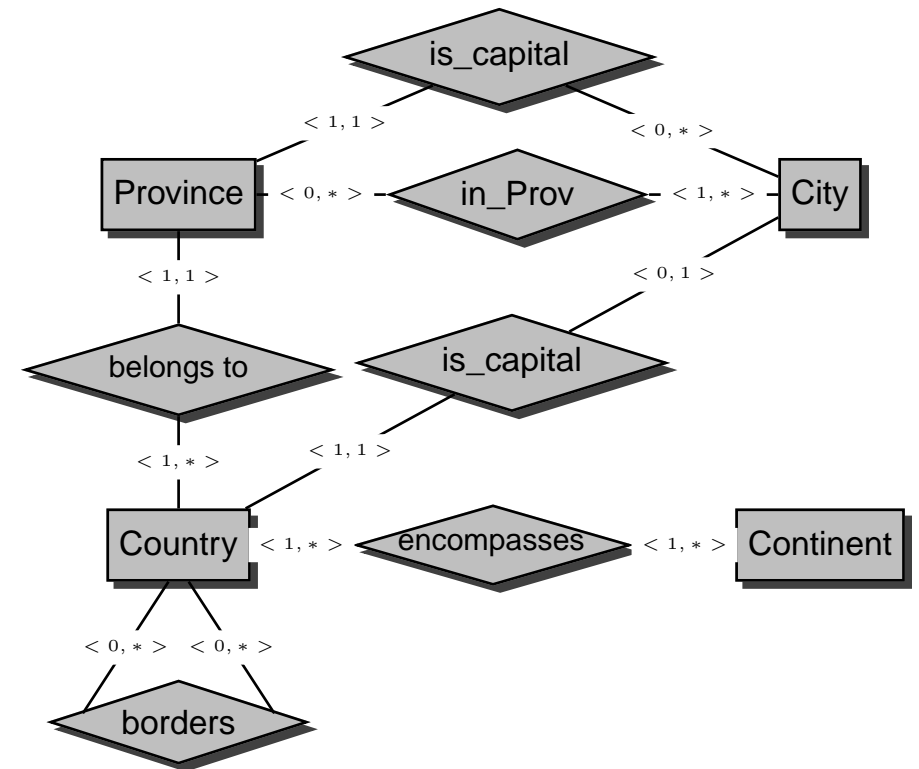 is_capital
< 1, 1 >
< 0, * >
Province
< 0, * >
in_Prov
< 1, * >
City
< 1, 1 >
< 0, 1 >
belongs to
is_capital
< 1, * >
< 1, 1 >
Country
< 1, * >
encompasses
< 1, * >
Continent
< 0, * >
< 0, * >
borders